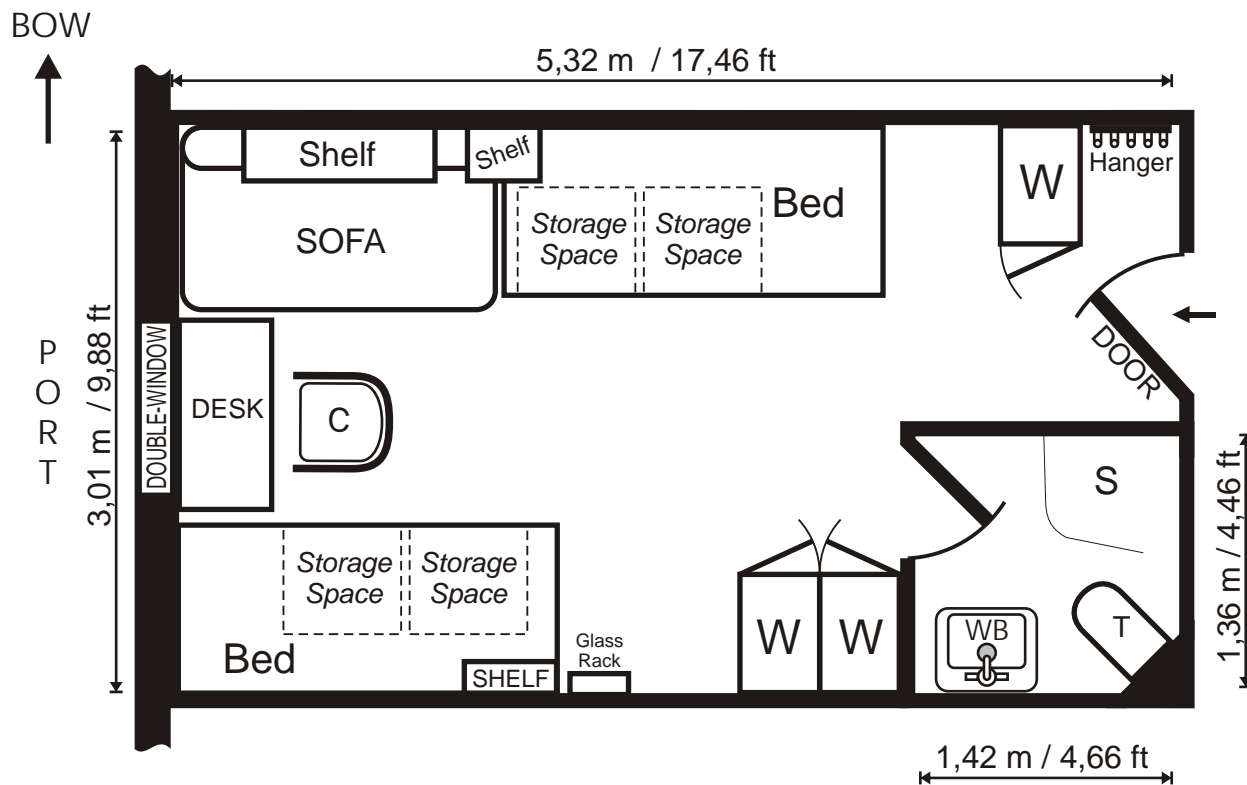 BOW
5,32 m / 17,46 ft
Shelf
Shelf
SOFA
Storage
Space
Storage
Space
Bed
W
Hanger
DOOR
PORT
3,01 m / 9,88 ft
DOUBLE-WINDOW
DESK
C
S
1,36 m / 4,46 ft
Storage
Space
Storage
Space
Bed
SHELF
Glass
Rack
W
W
WB
T
1,42 m / 4,66 ft